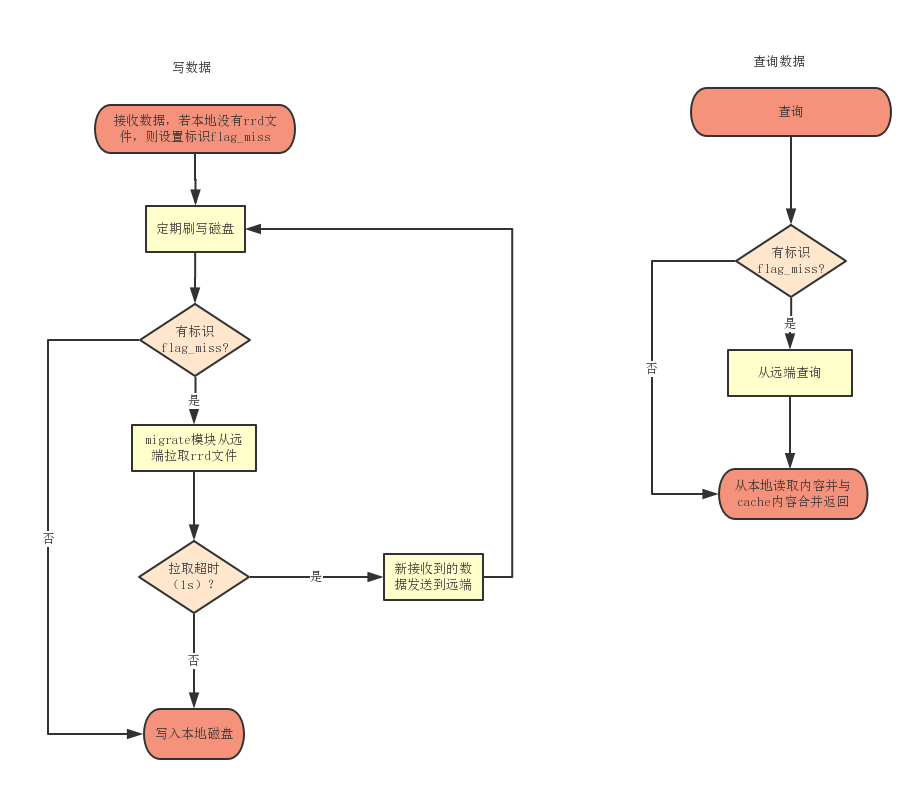 写数据
接收数据，若本地没有rrd文
件，则设置标识flag_miss
定期刷写磁盘
有标识
flag_miss?
是
migrate模块从远
端拉取rrd文件
否
拉取超时
（1s）？
是
新接收到的数
据发送到远端
否
写入本地磁盘
查询数据
查询
有标识
flag_miss?
是
否
从远端查询
从本地读取内容并与
cache内容合并返回